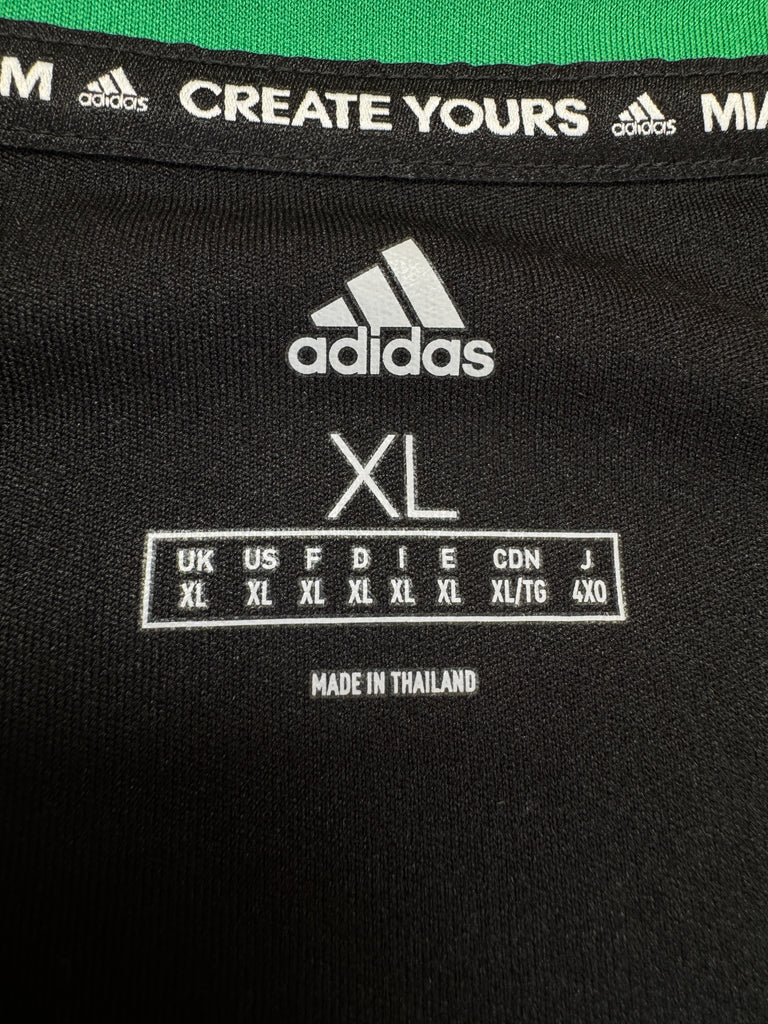 M adidas CREATE YOURS adidas MIA
adidas
XL
UK US F D I E CDN J
XL XL XL XL XL XL XL/TG 4XO
MADE IN THAILAND